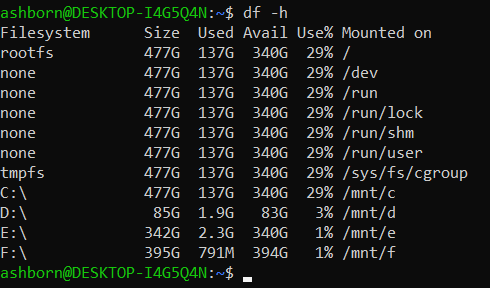 ashborn@DESKTOP-I4G5Q4N:~$ df -h
Filesystem      Size  Used Avail Use% Mounted on
rootfs          477G  137G  340G  29% /
none            477G  137G  340G  29% /dev
none            477G  137G  340G  29% /run
none            477G  137G  340G  29% /run/lock
none            477G  137G  340G  29% /run/shm
none            477G  137G  340G  29% /run/user
tmpfs           477G  137G  340G  29% /sys/fs/cgroup
C:\             477G  137G  340G  29% /mnt/c
D:\              85G  1.9G   83G   3% /mnt/d
E:\             342G  2.3G  340G   1% /mnt/e
F:\             395G  791M  394G   1% /mnt/f
ashborn@DESKTOP-I4G5Q4N:~$